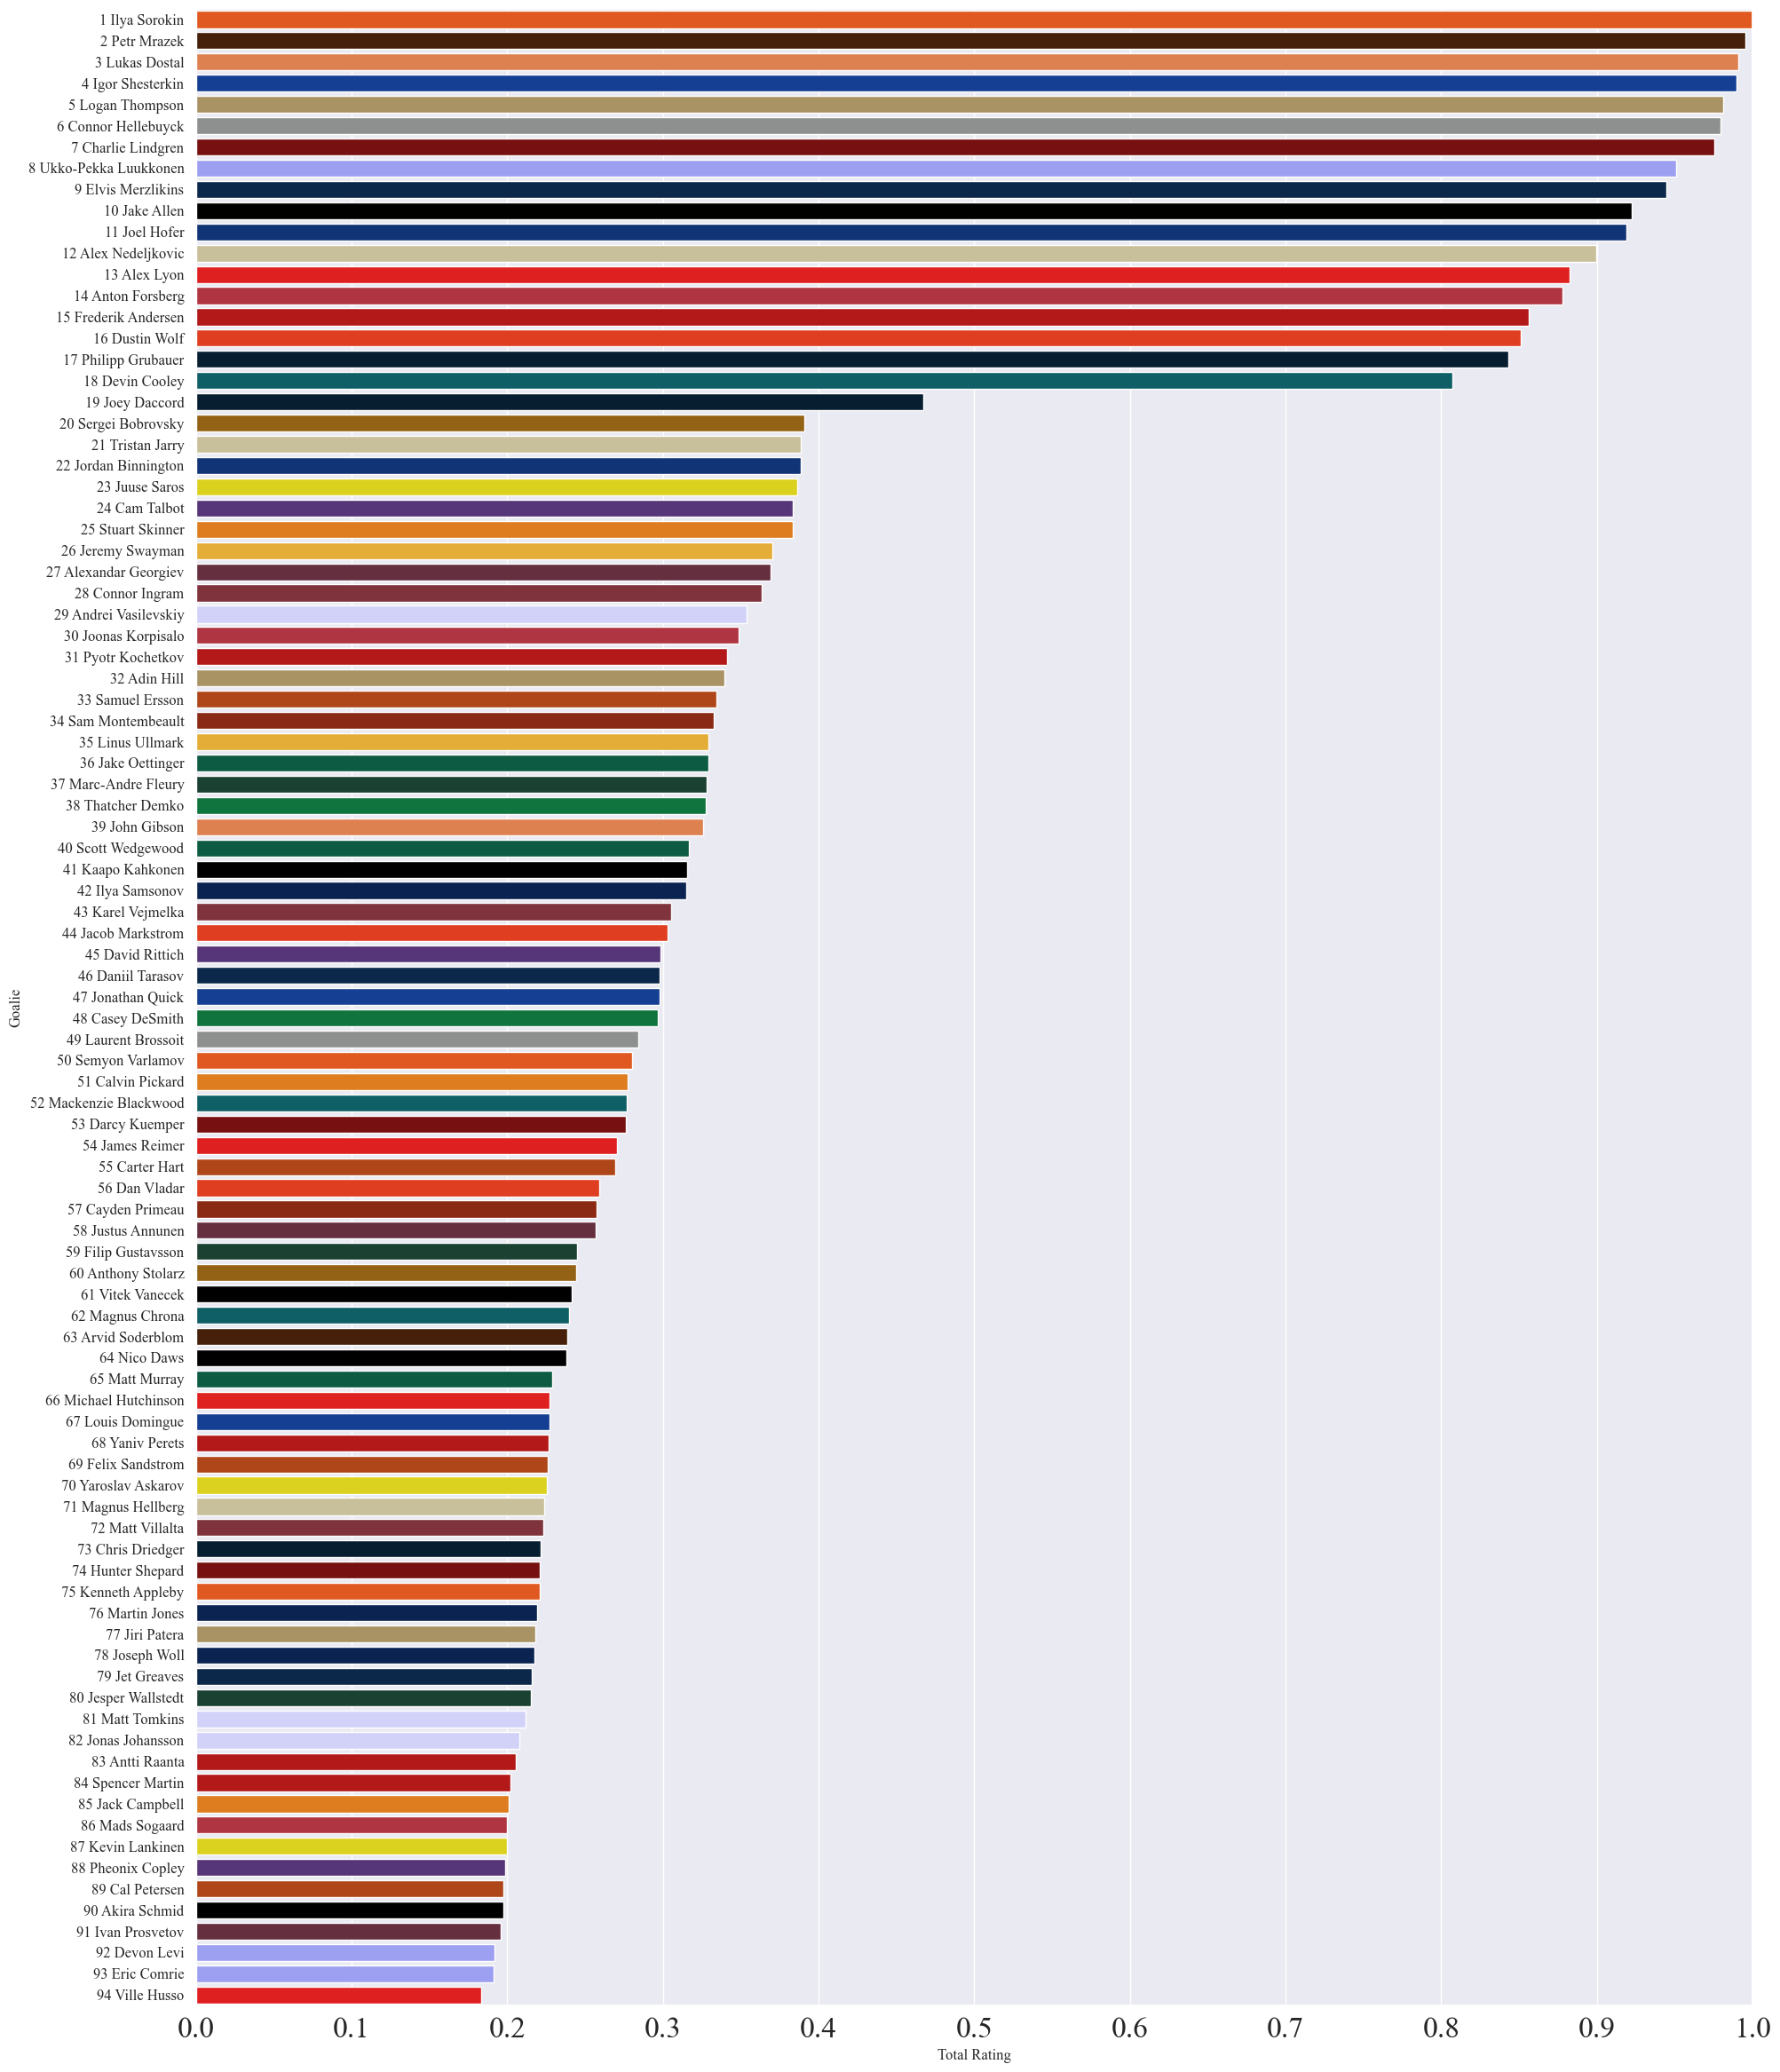 1 Ilya Sorokin
2 Petr Mrazek
3 Lukas Dostal
4 Igor Shesterkin
5 Logan Thompson
6 Connor Hellebuyck
7 Charlie Lindgren
8 Ukko-Pekka Luukkonen
9 Elvis Merzlikins
10 Jake Allen
11 Joel Hofer
12 Alex Nedeljkovic
13 Alex Lyon
14 Anton Forsberg
15 Frederik Andersen
16 Dustin Wolf
17 Philipp Grubauer
18 Devin Cooley
19 Joey Daccord
20 Sergei Bobrovsky
21 Tristan Jarry
22 Jordan Binnington
23 Juuse Saros
24 Cam Talbot
25 Stuart Skinner
26 Jeremy Swayman
27 Alexandar Georgiev
28 Connor Ingram
29 Andrei Vasilevskiy
30 Joonas Korpisalo
31 Pyotr Kochetkov
32 Adin Hill
33 Samuel Ersson
34 Sam Montembeault
35 Linus Ullmark
36 Jake Oettinger
37 Marc-Andre Fleury
38 Thatcher Demko
39 John Gibson
40 Scott Wedgewood
41 Kaapo Kahkonen
42 Ilya Samsonov
43 Karel Vejmelka
44 Jacob Markstrom
45 David Rittich
46 Daniil Tarasov
47 Jonathan Quick
48 Casey DeSmith
49 Laurent Brossoit
50 Semyon Varlamov
51 Calvin Pickard
52 Mackenzie Blackwood
53 Darcy Kuemper
54 James Reimer
55 Carter Hart
56 Dan Vladar
57 Cayden Primeau
58 Justus Annunen
59 Filip Gustavsson
60 Anthony Stolarz
61 Vitek Vanecek
62 Magnus Chrona
63 Arvid Soderblom
64 Nico Daws
65 Matt Murray
66 Michael Hutchinson
67 Louis Domingue
68 Yaniv Perets
69 Felix Sandstrom
70 Yaroslav Askarov
71 Magnus Hellberg
72 Matt Villalta
73 Chris Driedger
74 Hunter Shepard
75 Kenneth Appleby
76 Martin Jones
77 Jiri Patera
78 Joseph Woll
79 Jet Greaves
80 Jesper Wallstedt
81 Matt Tomkins
82 Jonas Johansson
83 Antti Raanta
84 Spencer Martin
85 Jack Campbell
86 Mads Sogaard
87 Kevin Lankinen
88 Pheonix Copley
89 Cal Petersen
90 Akira Schmid
91 Ivan Prosvetov
92 Devon Levi
93 Eric Comrie
94 Ville Husso
Goalie
0.0 0.1 0.2 0.3 0.4 0.5 0.6 0.7 0.8 0.9 1.0
Total Rating